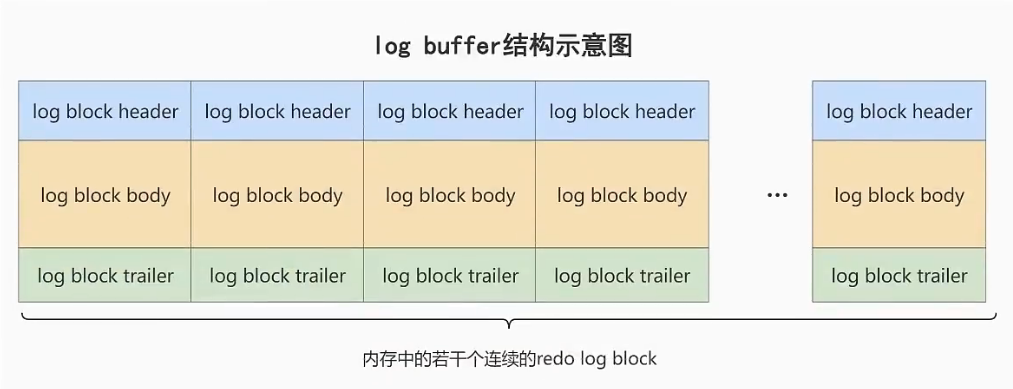 log buffer结构示意图
log block header log block header log block header log block header log block header
log block body log block body log block body log block body ... log block body
log block trailer log block trailer log block trailer log block trailer log block trailer
内存中的若干个连续的redo log block